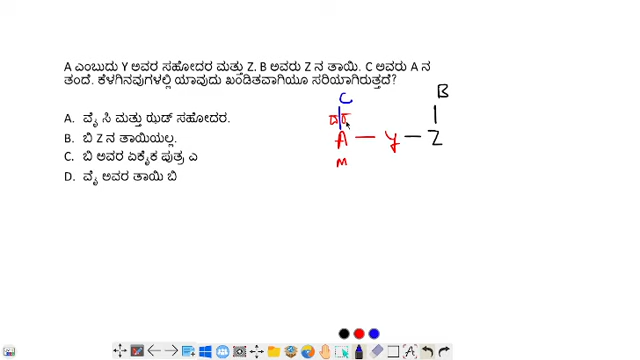 A ಎಂಬುದು Y ಅವರ ಸಹೋದರ ಮತ್ತು Z. B ಅವರು Z ನ ತಾಯಿ. C ಅವರು A ನ
ತಂದೆ. ಕೆಳಗಿನವುಗಳಲ್ಲಿ ಯಾವುದು ಖಂಡಿತವಾಗಿಯೂ ಸರಿಯಾಗಿರುತ್ತದೆ?
A. ವೈ ಸಿ ಮತ್ತು ಝಡ್ ಸಹೋದರ.
B. ಬಿ Z ನ ತಾಯಿಯಲ್ಲ.
C. ಬಿ ಅವರ ಏಕೈಕ ಪುತ್ರ ಎ
D. ವೈ ಅವರ ತಾಯಿ ಬಿ
B
C
A — y — Z
M